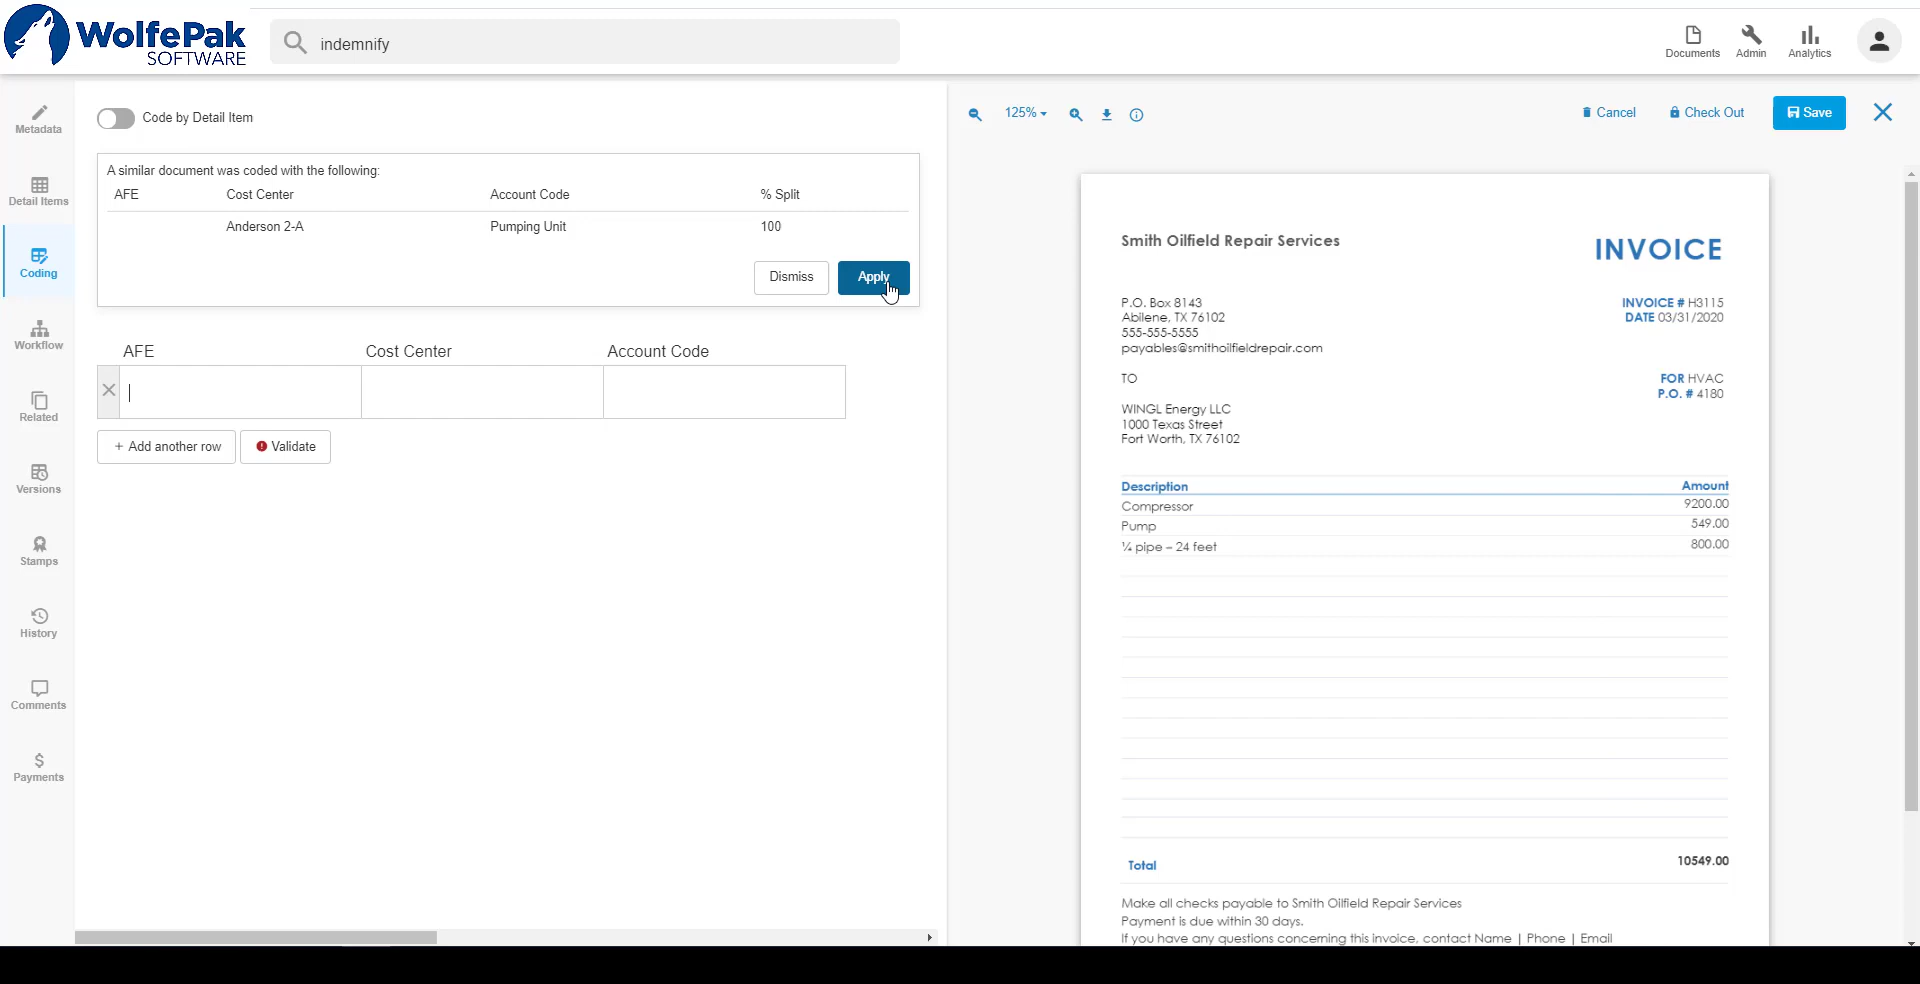 WolfePak
SOFTWARE
indemnify
Documents
Admin
Analytics
Metadata
Detail Items
Coding
Workflow
Related
Versions
Stamps
History
Comments
$
Payments
Code by Detail Item
A similar document was coded with the following:
AFE Cost Center Account Code % Split
Anderson 2-A Pumping Unit 100
Dismiss Apply
AFE Cost Center Account Code
+ Add another row Validate
125% Cancel Check Out Save
Smith Oilfield Repair Services INVOICE
P.O. Box 8143 INVOICE # H3115
Abilene, TX 76102 DATE 03/31/2020
555-555-5555
payables@smithoilfieldrepair.com
TO FOR HVAC
P.O. # 4180
WINGL Energy LLC
1000 Texas Street
Fort Worth, TX 76102
Description Amount
Compressor 9200.00
Pump 549.00
¼ pipe – 24 feet 800.00
Total 10549.00
Make all checks payable to Smith Oilfield Repair Services
Payment is due within 30 days.
If you have any questions concerning this invoice, contact Name | Phone | Email